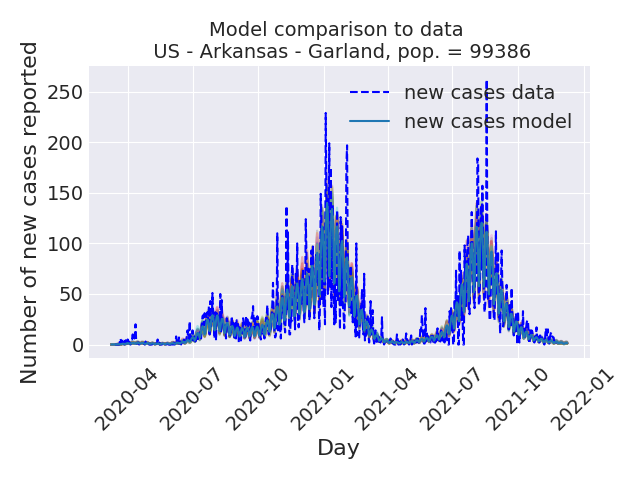 Model comparison to data
US - Arkansas - Garland, pop. = 99386
Number of new cases reported
250
200
150
100
50
0
new cases data
new cases model
2020-04
2020-07
2020-10
2021-01
2021-04
2021-07
2021-10
2022-01
Day